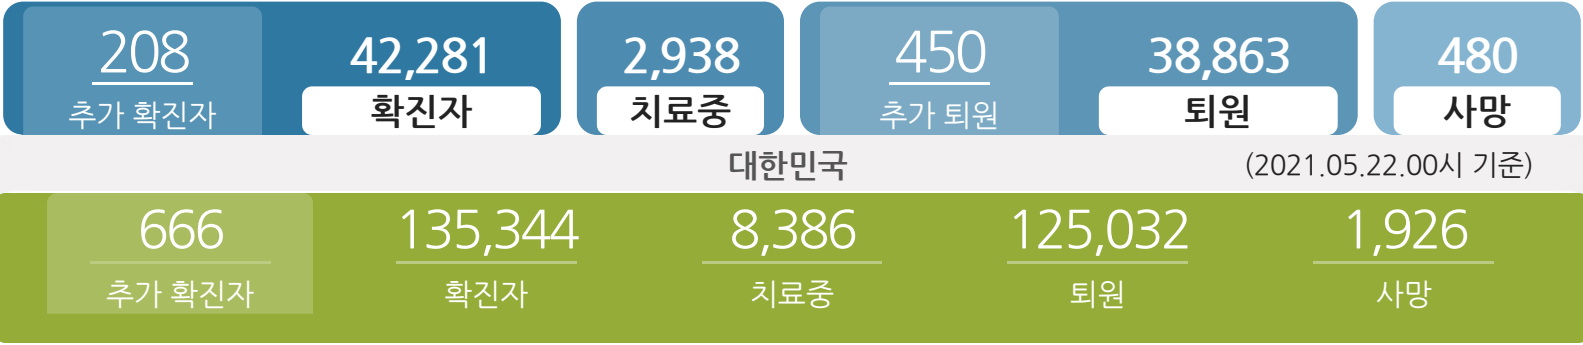 208 42,281 2,938 450 38,863 480
추가 확진자 확진자 치료중 추가 퇴원 퇴원 사망
대한민국 (2021.05.22.00시 기준)
666 135,344 8,386 125,032 1,926
추가 확진자 확진자 치료중 퇴원 사망